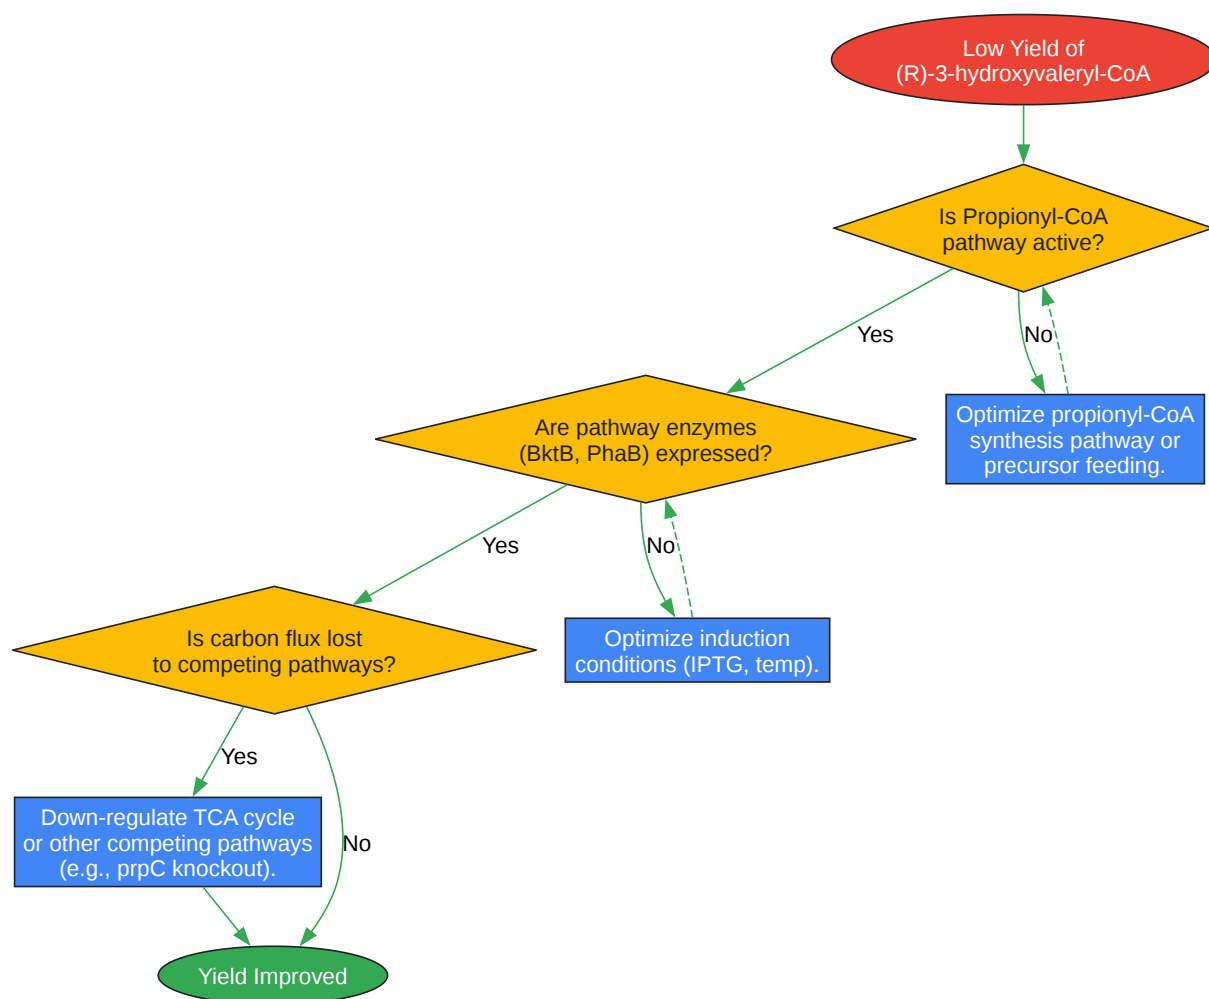 Low Yield of
(R)-3-hydroxyvaleryl-CoA
Is Propionyl-CoA
pathway active?
Yes
No
Optimize propionyl-CoA
synthesis pathway or
precursor feeding.
Are pathway enzymes
(BktB, PhaB) expressed?
Yes
No
Optimize induction
conditions (IPTG, temp).
Is carbon flux lost
to competing pathways?
Yes
No
Down-regulate TCA cycle
or other competing pathways
(e.g., prpC knockout).
Yield Improved